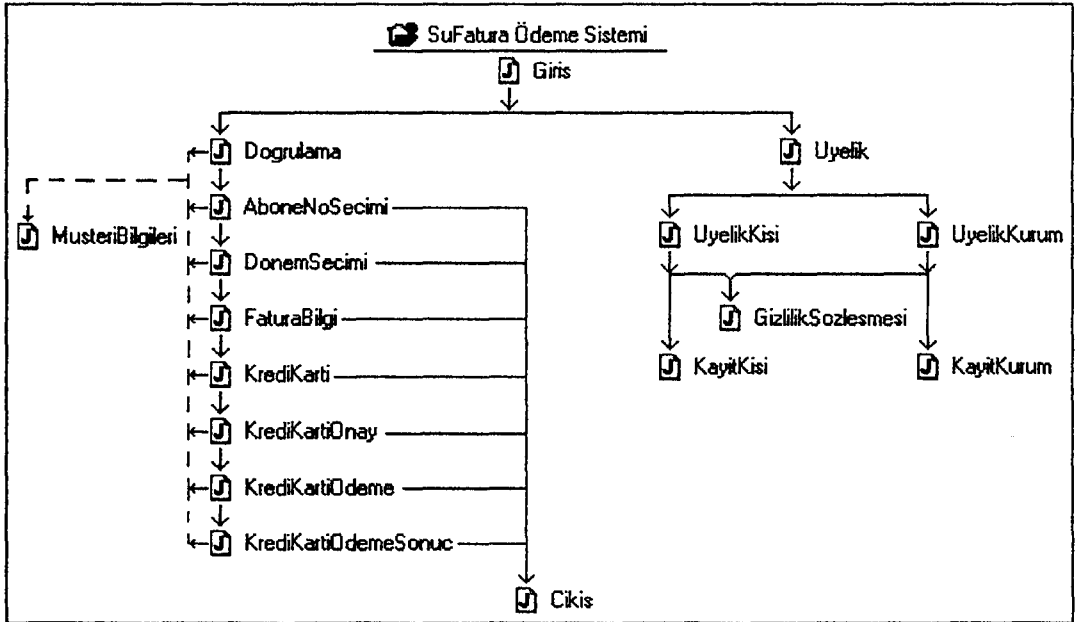 SuFatura Ödeme Sistemi
Giris
Dogrulama
Uyelik
AboneNoSecimi
MusteriBilgileri
UyelikKisi
UyelikKurum
DonemSecimi
FaturaBilgi
GizlilikSozlesmesi
KrediKarti
KayitKisi
KayitKurum
KrediKartiOnay
KrediKartiOdeme
KrediKartiOdemeSonuc
Cikis